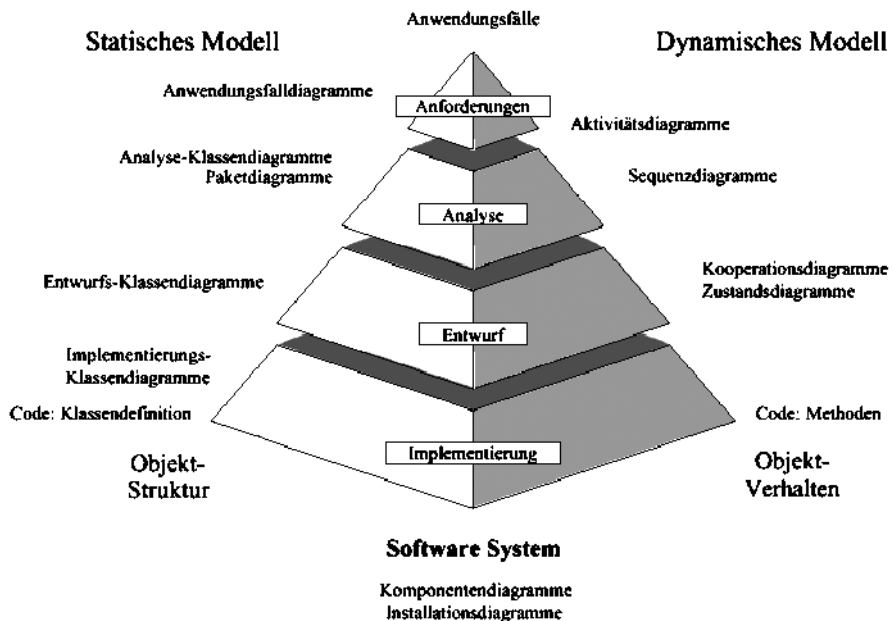 Anwendungsfälle
Statisches Modell
Dynamisches Modell
Anwendungsfalldiagramme
Anforderungen
Aktivitätsdiagramme
Analyse-Klassendiagramme
Paketdiagramme
Sequenzdiagramme
Analyse
Entwurfs-Klassendiagramme
Kooperationsdiagramme
Zustandsdiagramme
Entwurf
Implementierungs-
Klassendiagramme
Code: Klassendefinition
Code: Methoden
Implementierung
Objekt-
Struktur
Objekt-
Verhalten
Software System
Komponentendiagramme
Installationsdiagramme